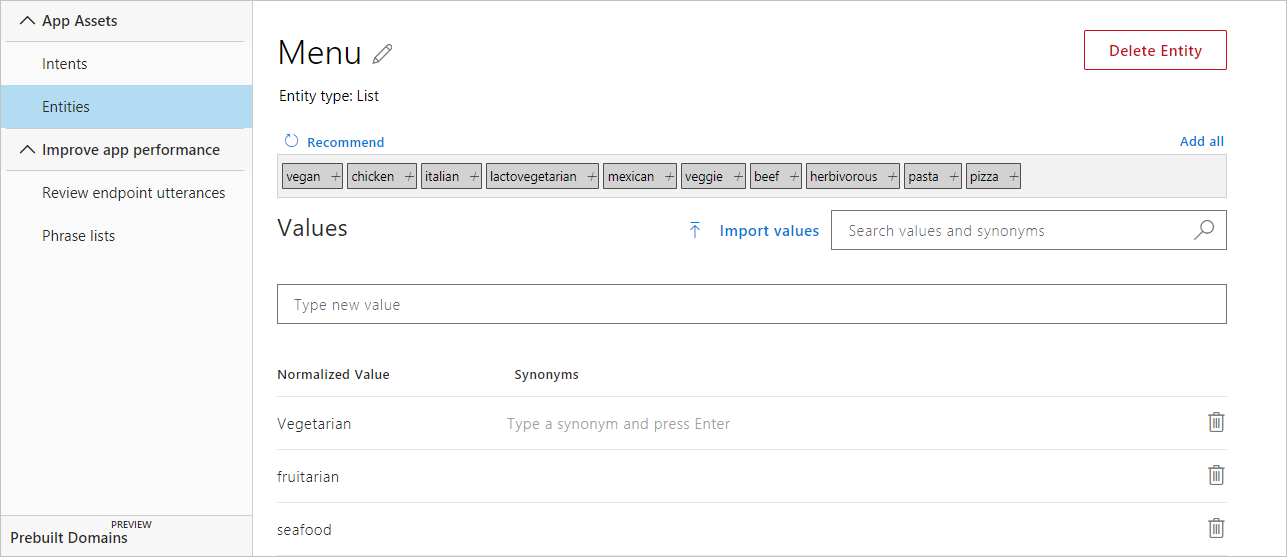 App Assets
Intents
Entities
Improve app performance
Review endpoint utterances
Phrase lists
PREVIEW
Prebuilt Domains
Menu
Delete Entity
Entity type: List
Recommend
Add all
vegan + chicken + italian + lactovegetarian + mexican + veggie + beef + herbivorous + pasta + pizza +
Values
Import values
Search values and synonyms
Type new value
Normalized Value Synonyms
Vegetarian Type a synonym and press Enter
fruitarian
seafood